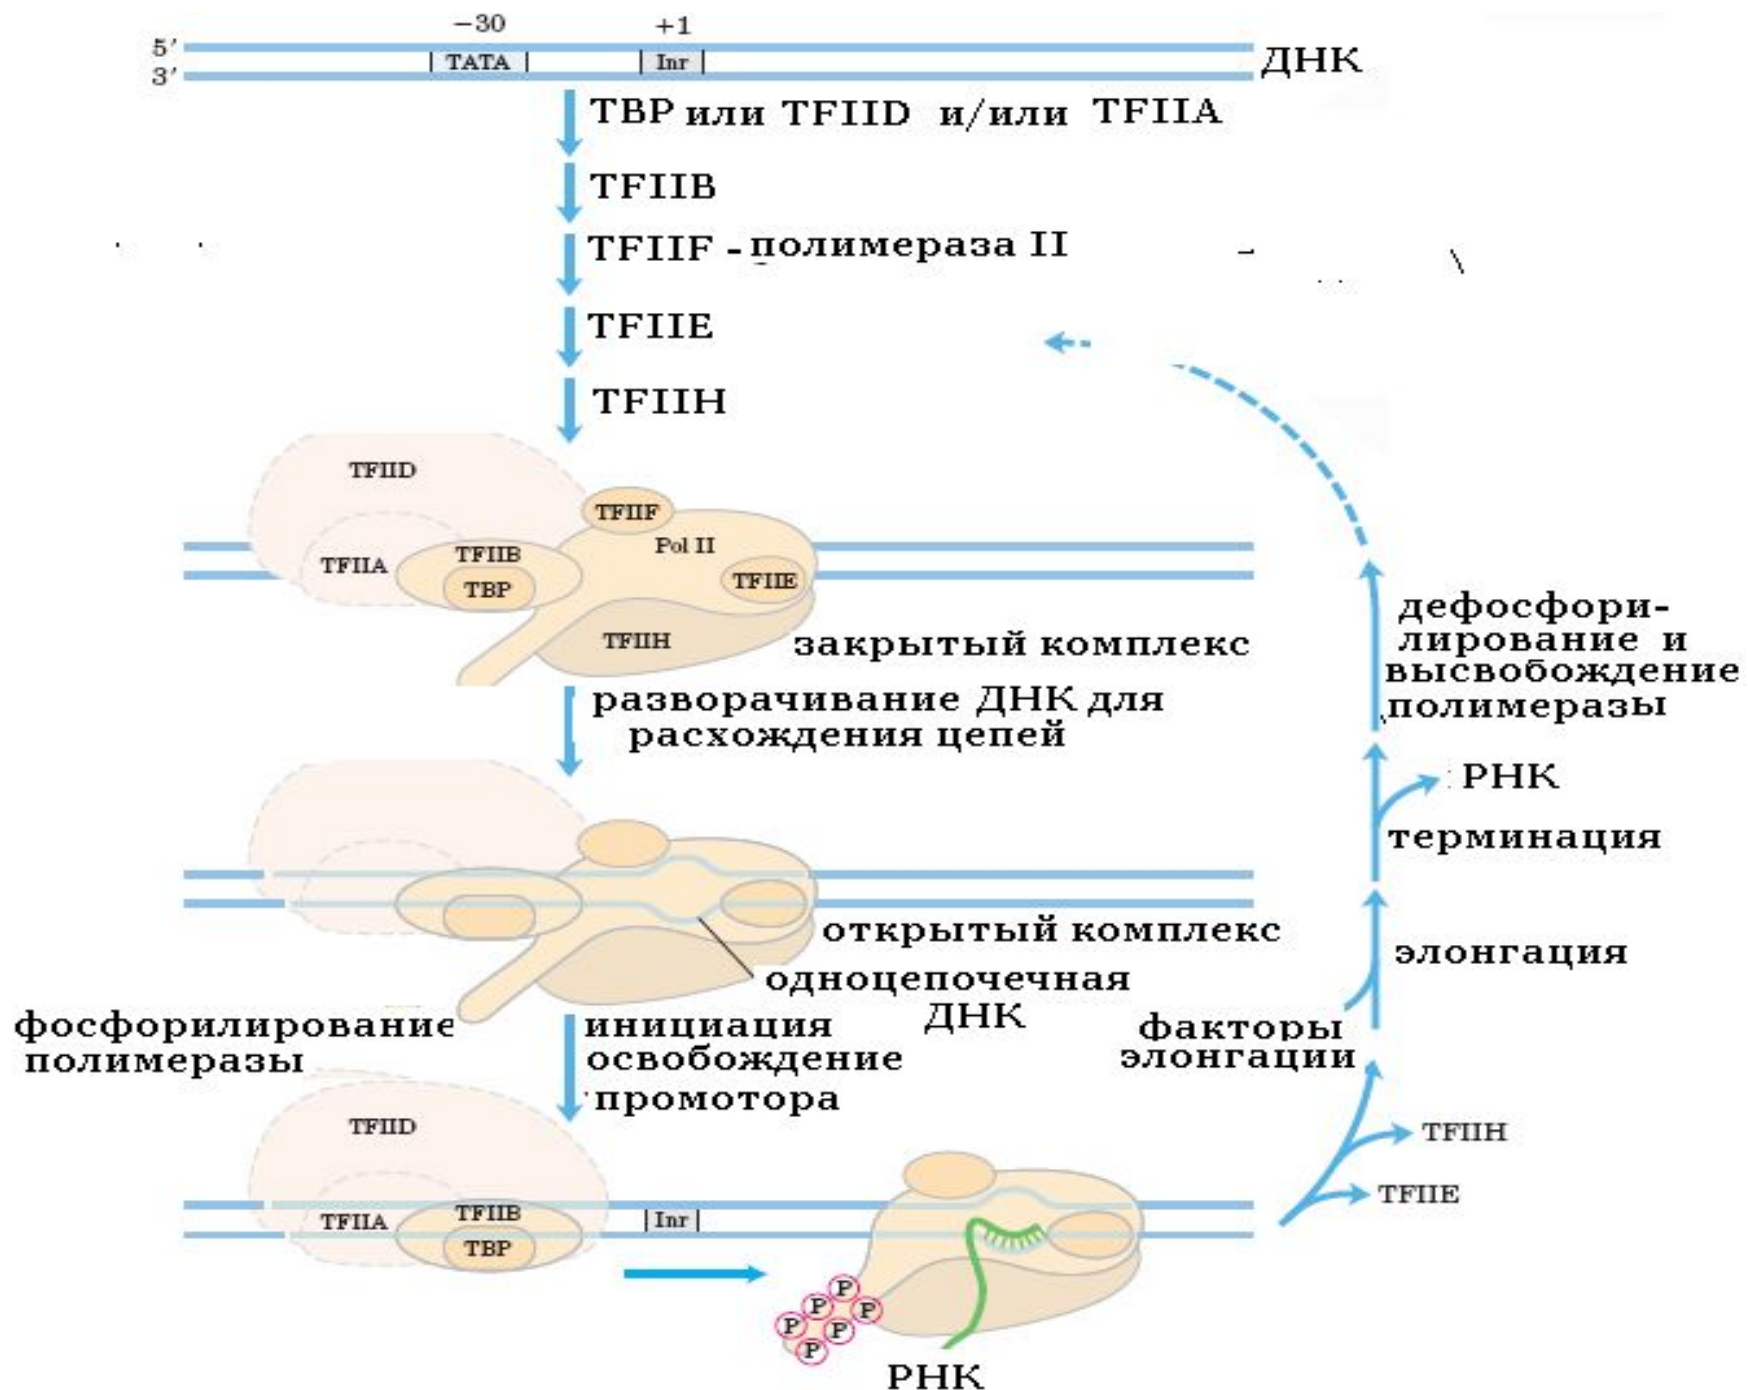 −30
+1
5′
TATA
Inr
3′
ДНК
TBP или TFIID и/или TFIIA
TFIIB
TFIIF - полимераза II
TFIIE
TFIIH
TFIID
TFIIF
Pol II
TFIIA
TFIIB
TBP
TFIIE
TFIIH
закрытый комплекс
разворачивание ДНК для
расхождения цепей
открытый комплекс
одноцепочечная
ДНК
фосфорилирование
полимеразы
инициация
освобождение
промотора
TFIID
TFIIA
TFIIB
TBP
Inr
P
P
P
P
P
P
РНК
TFIIE
TFIIH
факторы
элонгации
элонгация
терминация
РНК
дефосфори-
лирование и
высвобождение
полимеразы